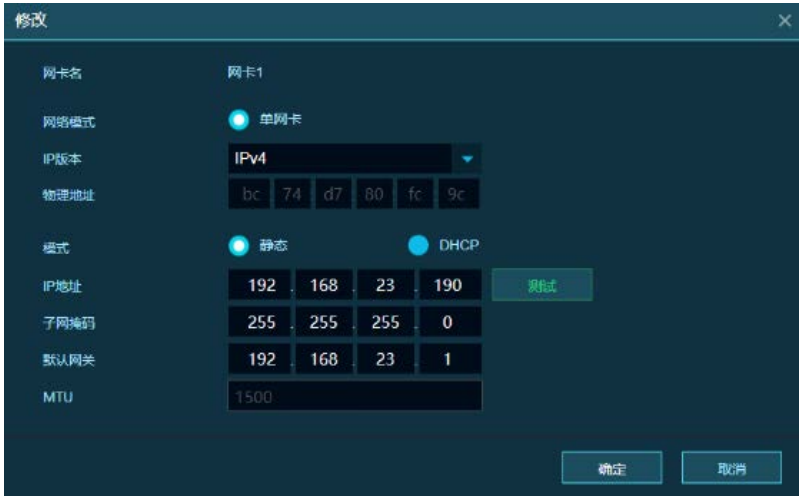 修改
网卡名 网卡1
网络模式 单网卡
IP版本 IPv4
物理地址 bc 74 d7 80 fc 9c
模式 静态 DHCP
IP地址 192 . 168 . 23 . 190 测试
子网掩码 255 . 255 . 255 . 0
默认网关 192 . 168 . 23 . 1
MTU 1500
确定 取消